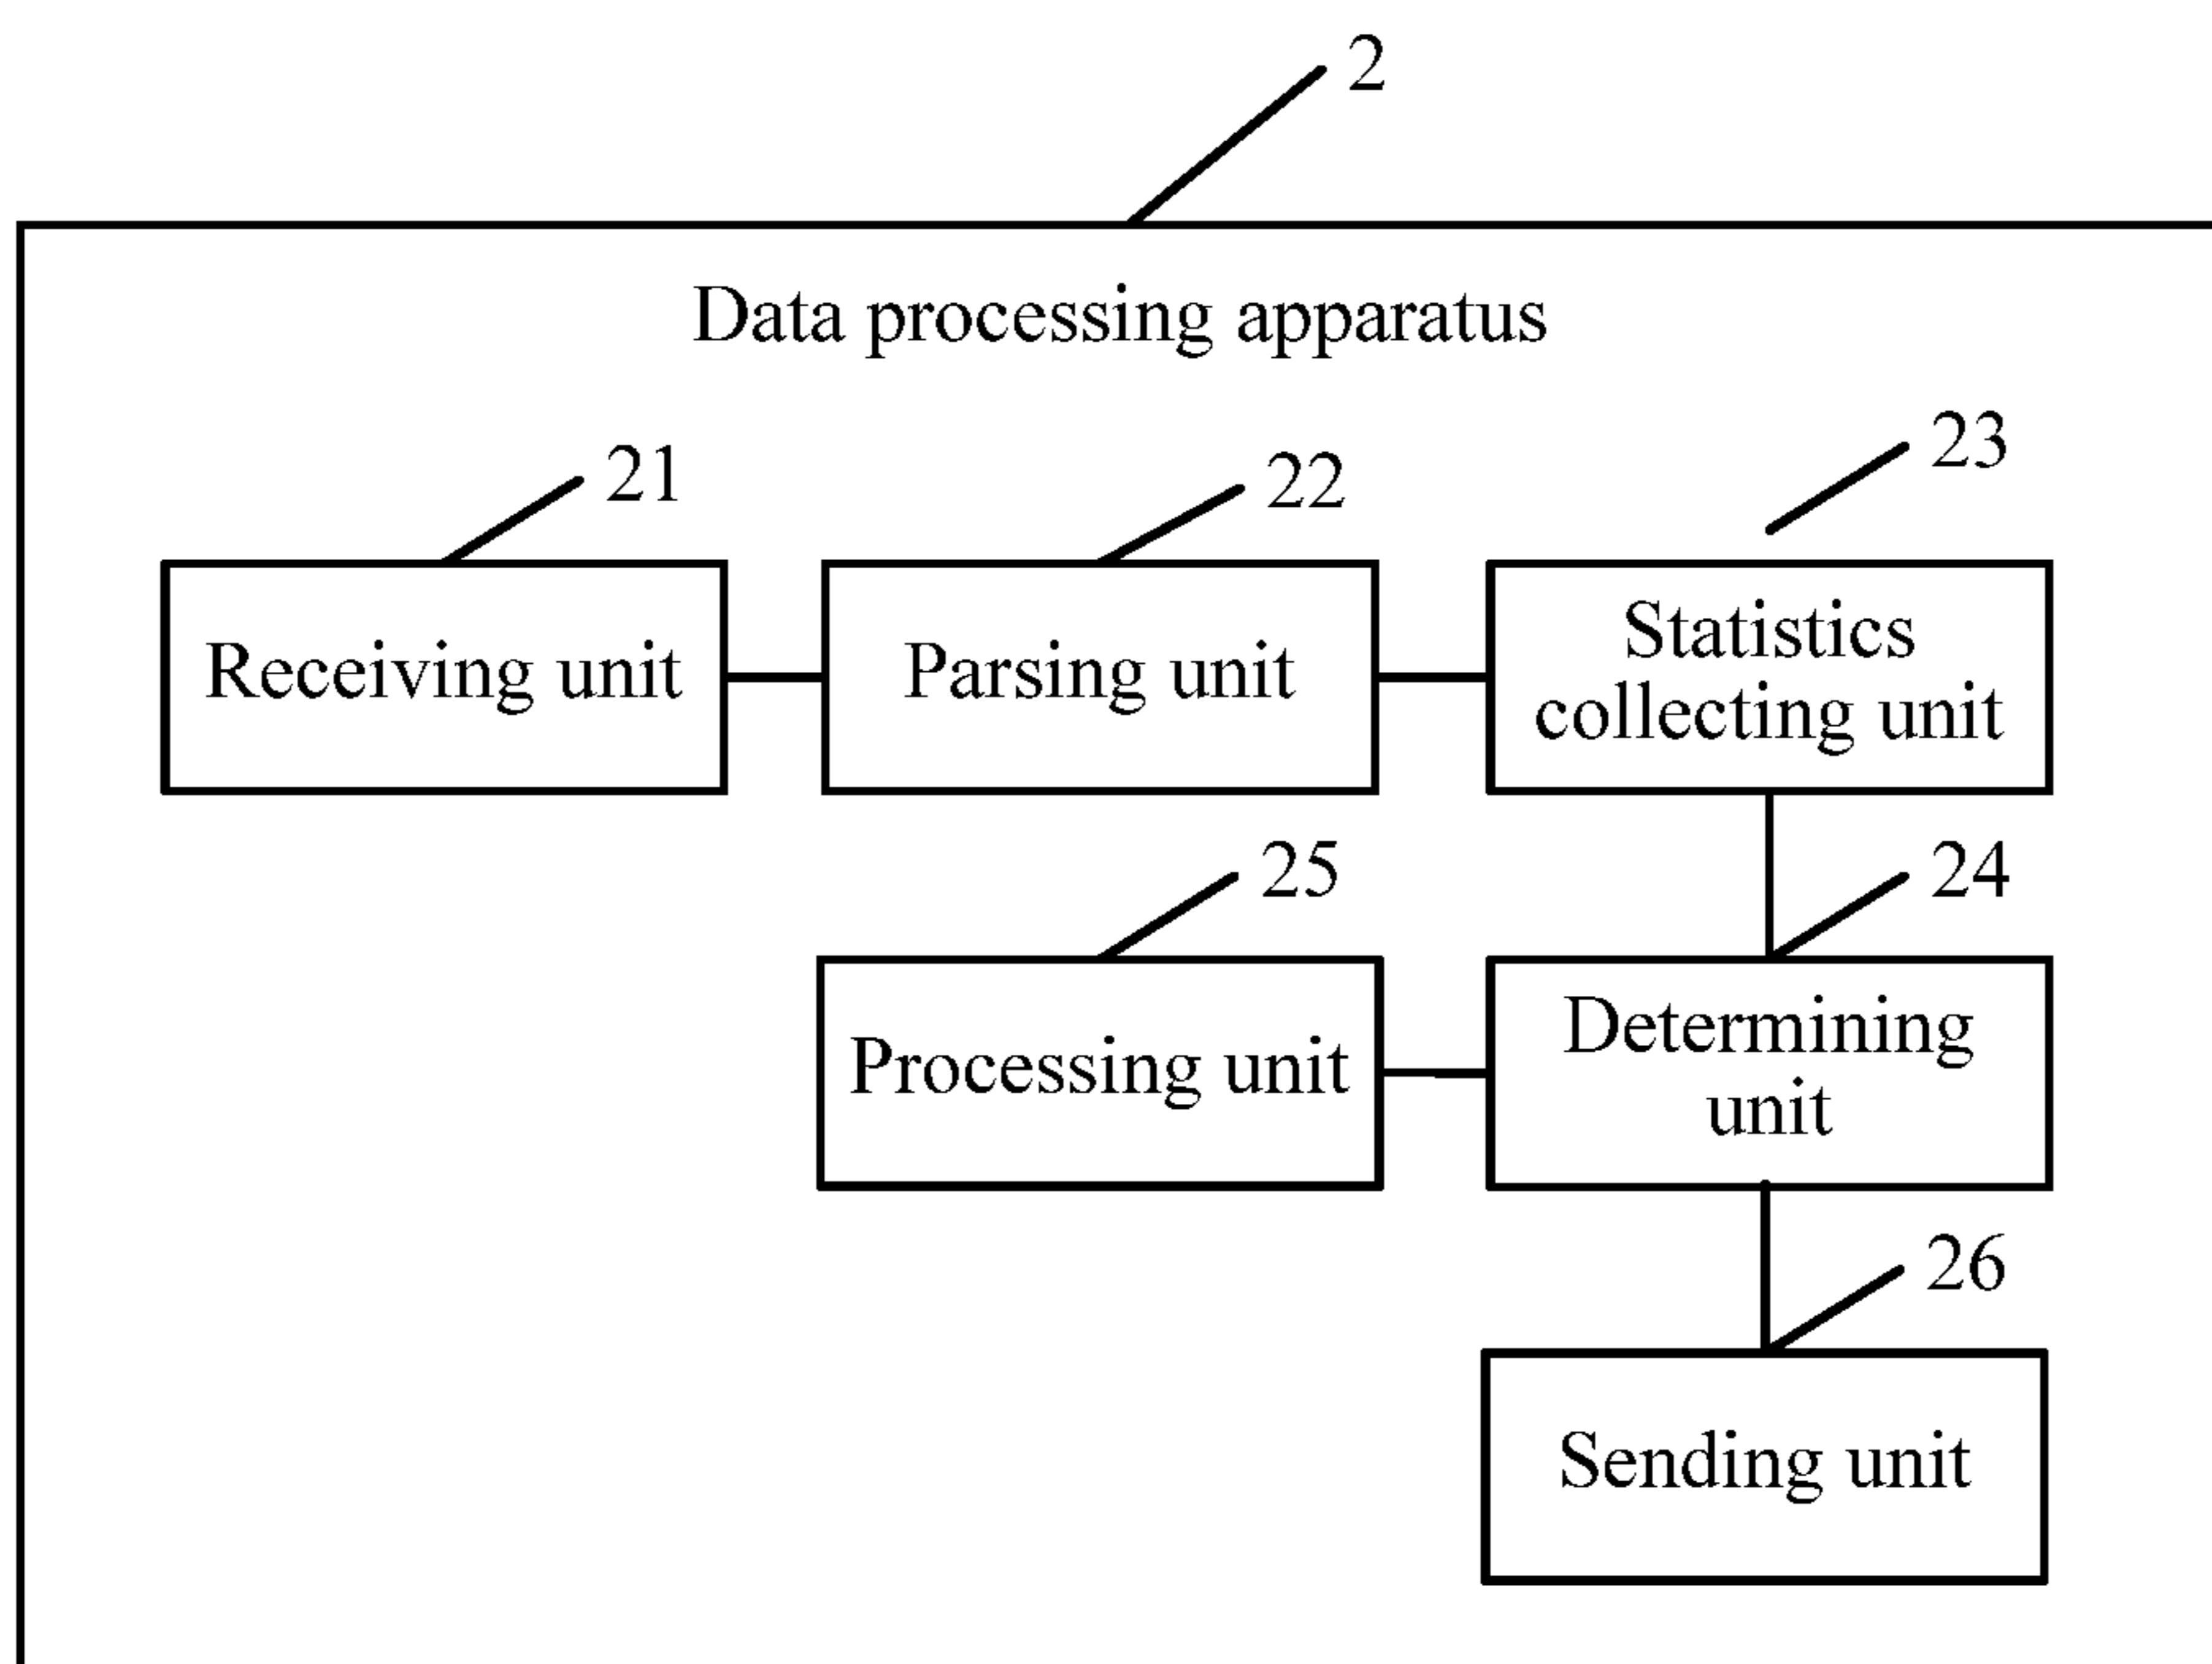 2
Data processing apparatus
21
22
23
Receiving unit
Parsing unit
Statistics
collecting unit
25
24
Processing unit
Determining
unit
26
Sending unit